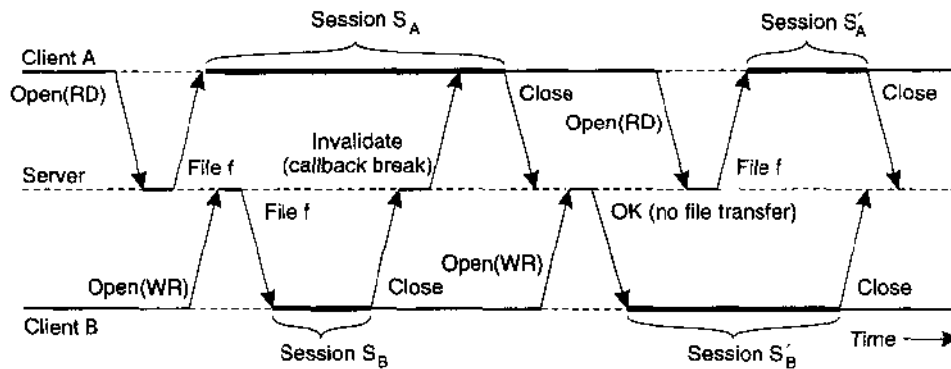 Session S_A
Session S′_A
Client A
Open(RD)
Close
Close
Invalidate
(callback break)
Open(RD)
File f
File f
Server
File f
OK (no file transfer)
Open(WR)
Close
Open(WR)
Close
Client B
Time
Session S_B
Session S′_B